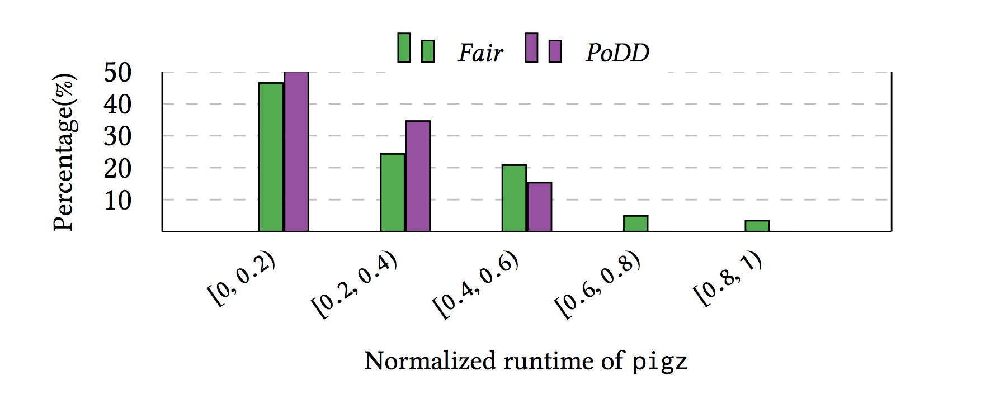 Fair PoDD
Percentage(%)
50
40
30
20
10
[0, 0.2) [0.2, 0.4) [0.4, 0.6) [0.6, 0.8) [0.8, 1)
Normalized runtime of pigz